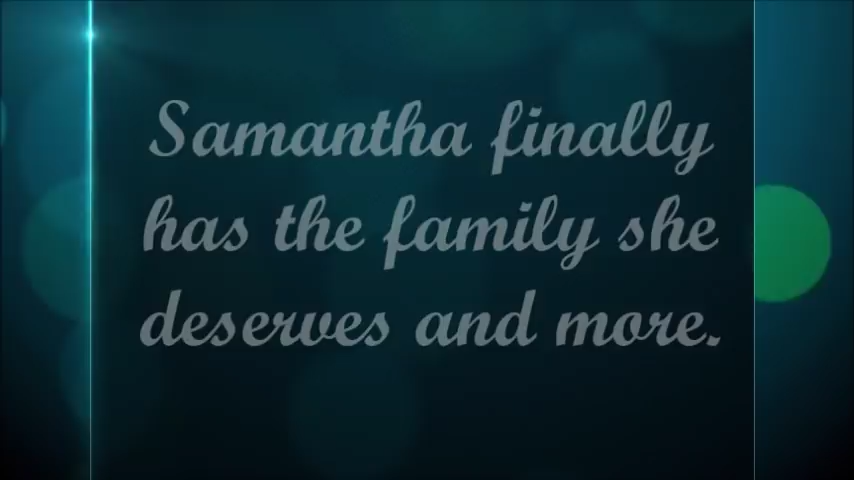 Samantha finally
has the family she
deserves and more.